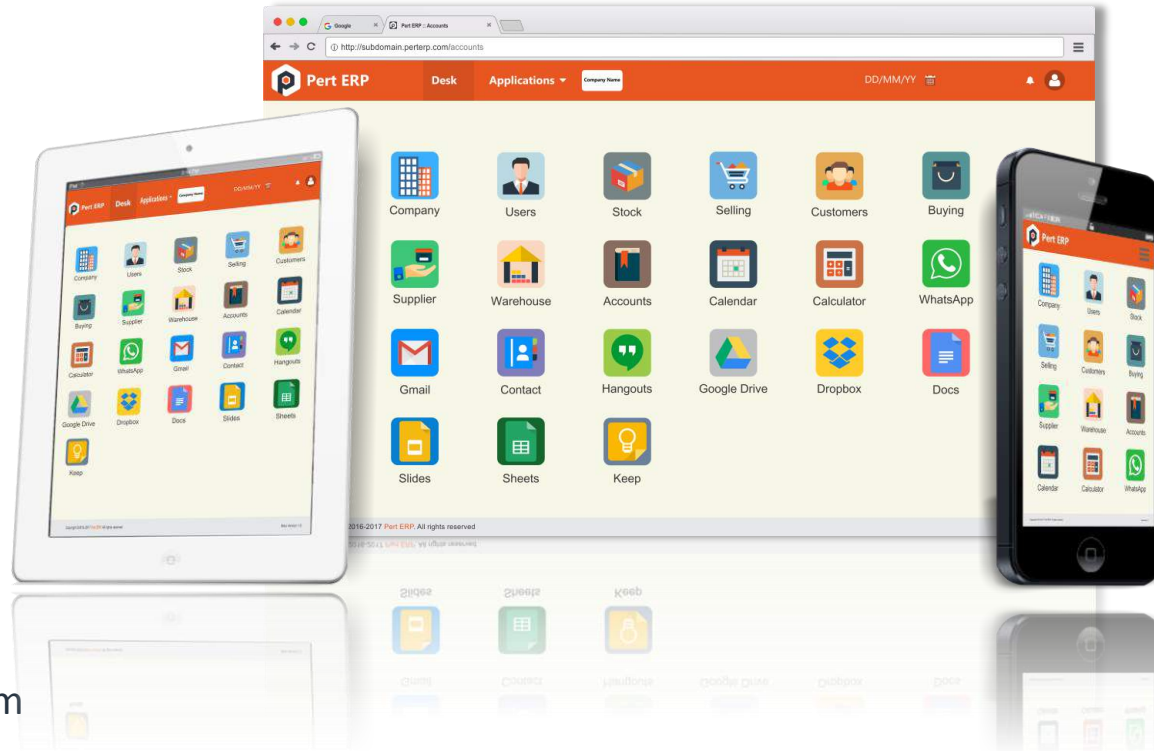 Google
Pert ERP :: Accounts
http://subdomain.perterp.com/accounts
Pert ERP
Desk
Applications
Company Name
DD/MM/YY
Company
Users
Stock
Selling
Customers
Buying
Supplier
Warehouse
Accounts
Calendar
Calculator
WhatsApp
Gmail
Contact
Hangouts
Google Drive
Dropbox
Docs
Slides
Sheets
Keep
2016-2017 Pert ERP. All rights reserved
Pert ERP
Desk
Applications
Company Name
DD/MM/YY
Company
Users
Stock
Selling
Customers
Buying
Supplier
Warehouse
Accounts
Calendar
Calculator
WhatsApp
Gmail
Contact
Hangouts
Google Drive
Dropbox
Docs
Slides
Sheets
Keep
Pert ERP
Company
Users
Stock
Selling
Customers
Buying
Supplier
Warehouse
Accounts
Calendar
Calculator
WhatsApp
m